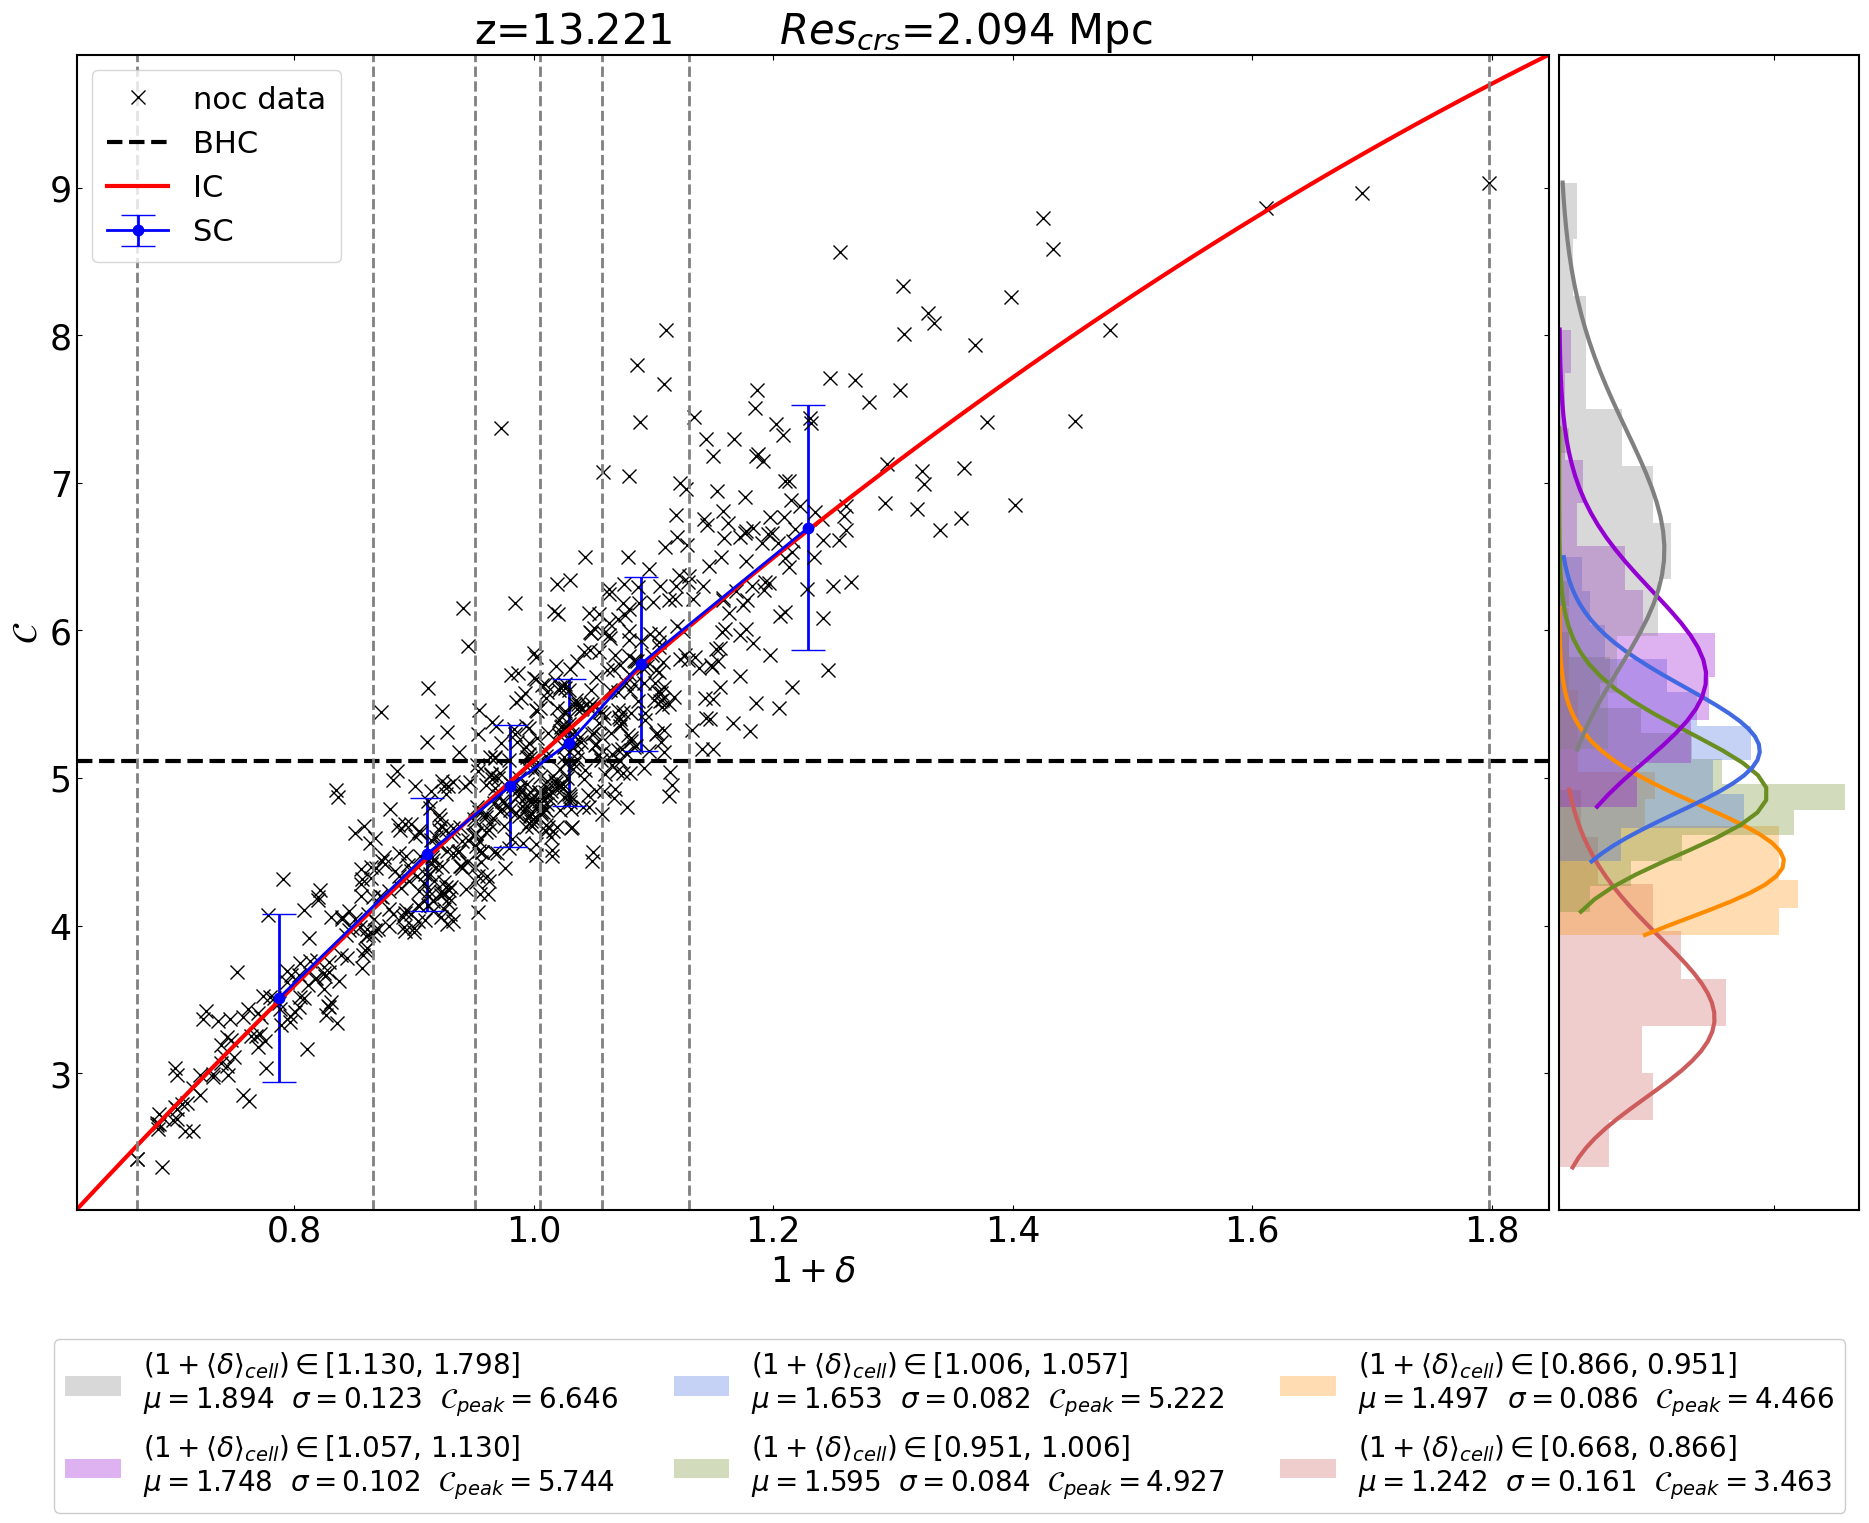 z=13.221 Res_crs=2.094 Mpc
noc data
BHC
IC
SC
9
8
7
6
5
4
3
𝒞
0.8 1.0 1.2 1.4 1.6 1.8
1 + δ
(1 + ⟨δ⟩_cell) ∈ [1.130, 1.798]
μ = 1.894 σ = 0.123 𝒞_peak = 6.646
(1 + ⟨δ⟩_cell) ∈ [1.057, 1.130]
μ = 1.748 σ = 0.102 𝒞_peak = 5.744
(1 + ⟨δ⟩_cell) ∈ [1.006, 1.057]
μ = 1.653 σ = 0.082 𝒞_peak = 5.222
(1 + ⟨δ⟩_cell) ∈ [0.951, 1.006]
μ = 1.595 σ = 0.084 𝒞_peak = 4.927
(1 + ⟨δ⟩_cell) ∈ [0.866, 0.951]
μ = 1.497 σ = 0.086 𝒞_peak = 4.466
(1 + ⟨δ⟩_cell) ∈ [0.668, 0.866]
μ = 1.242 σ = 0.161 𝒞_peak = 3.463